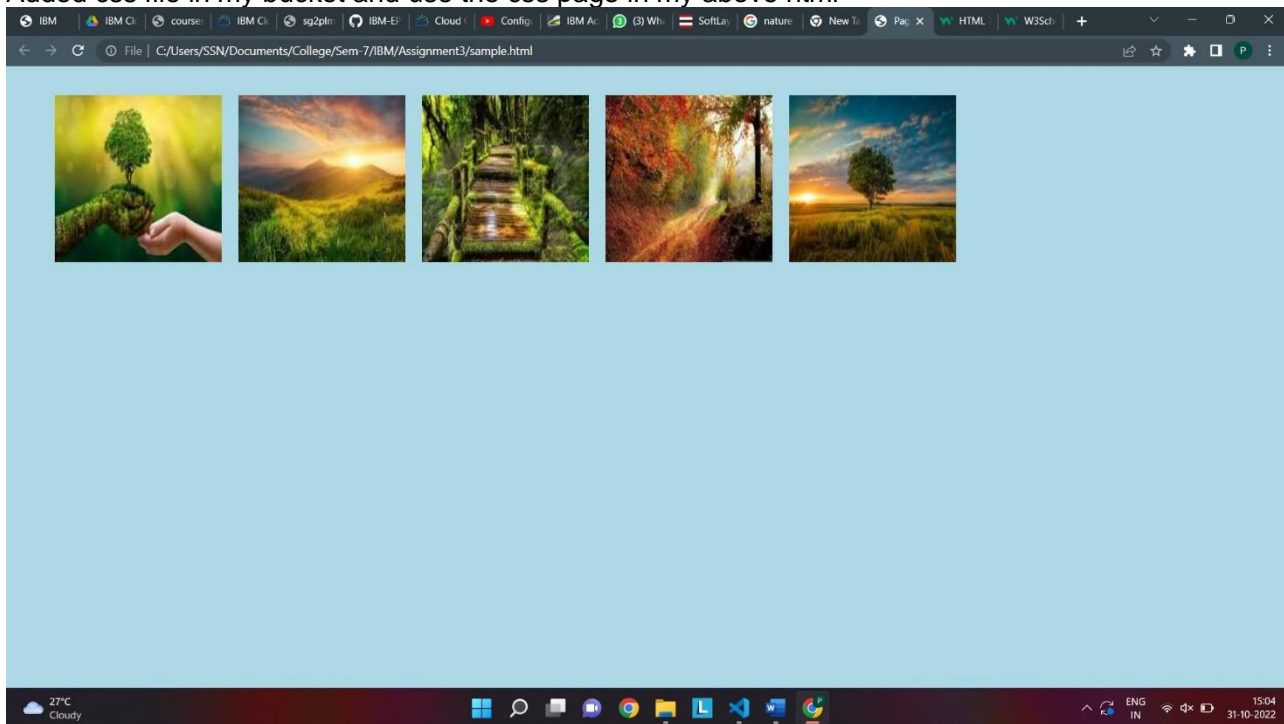 Added css file in my bucket and use the css page in my above html
IBM IBM Cl course IBM Cl sg2plm IBM-EP Cloud Config IBM Ac (3) Wh SoftLay nature New Ta Pag HTML W3Sch
File C:/Users/SSN/Documents/College/Sem-7/IBM/Assignment3/sample.html P
27°C
Cloudy
L
ENG
IN
15:04
31-10-2022